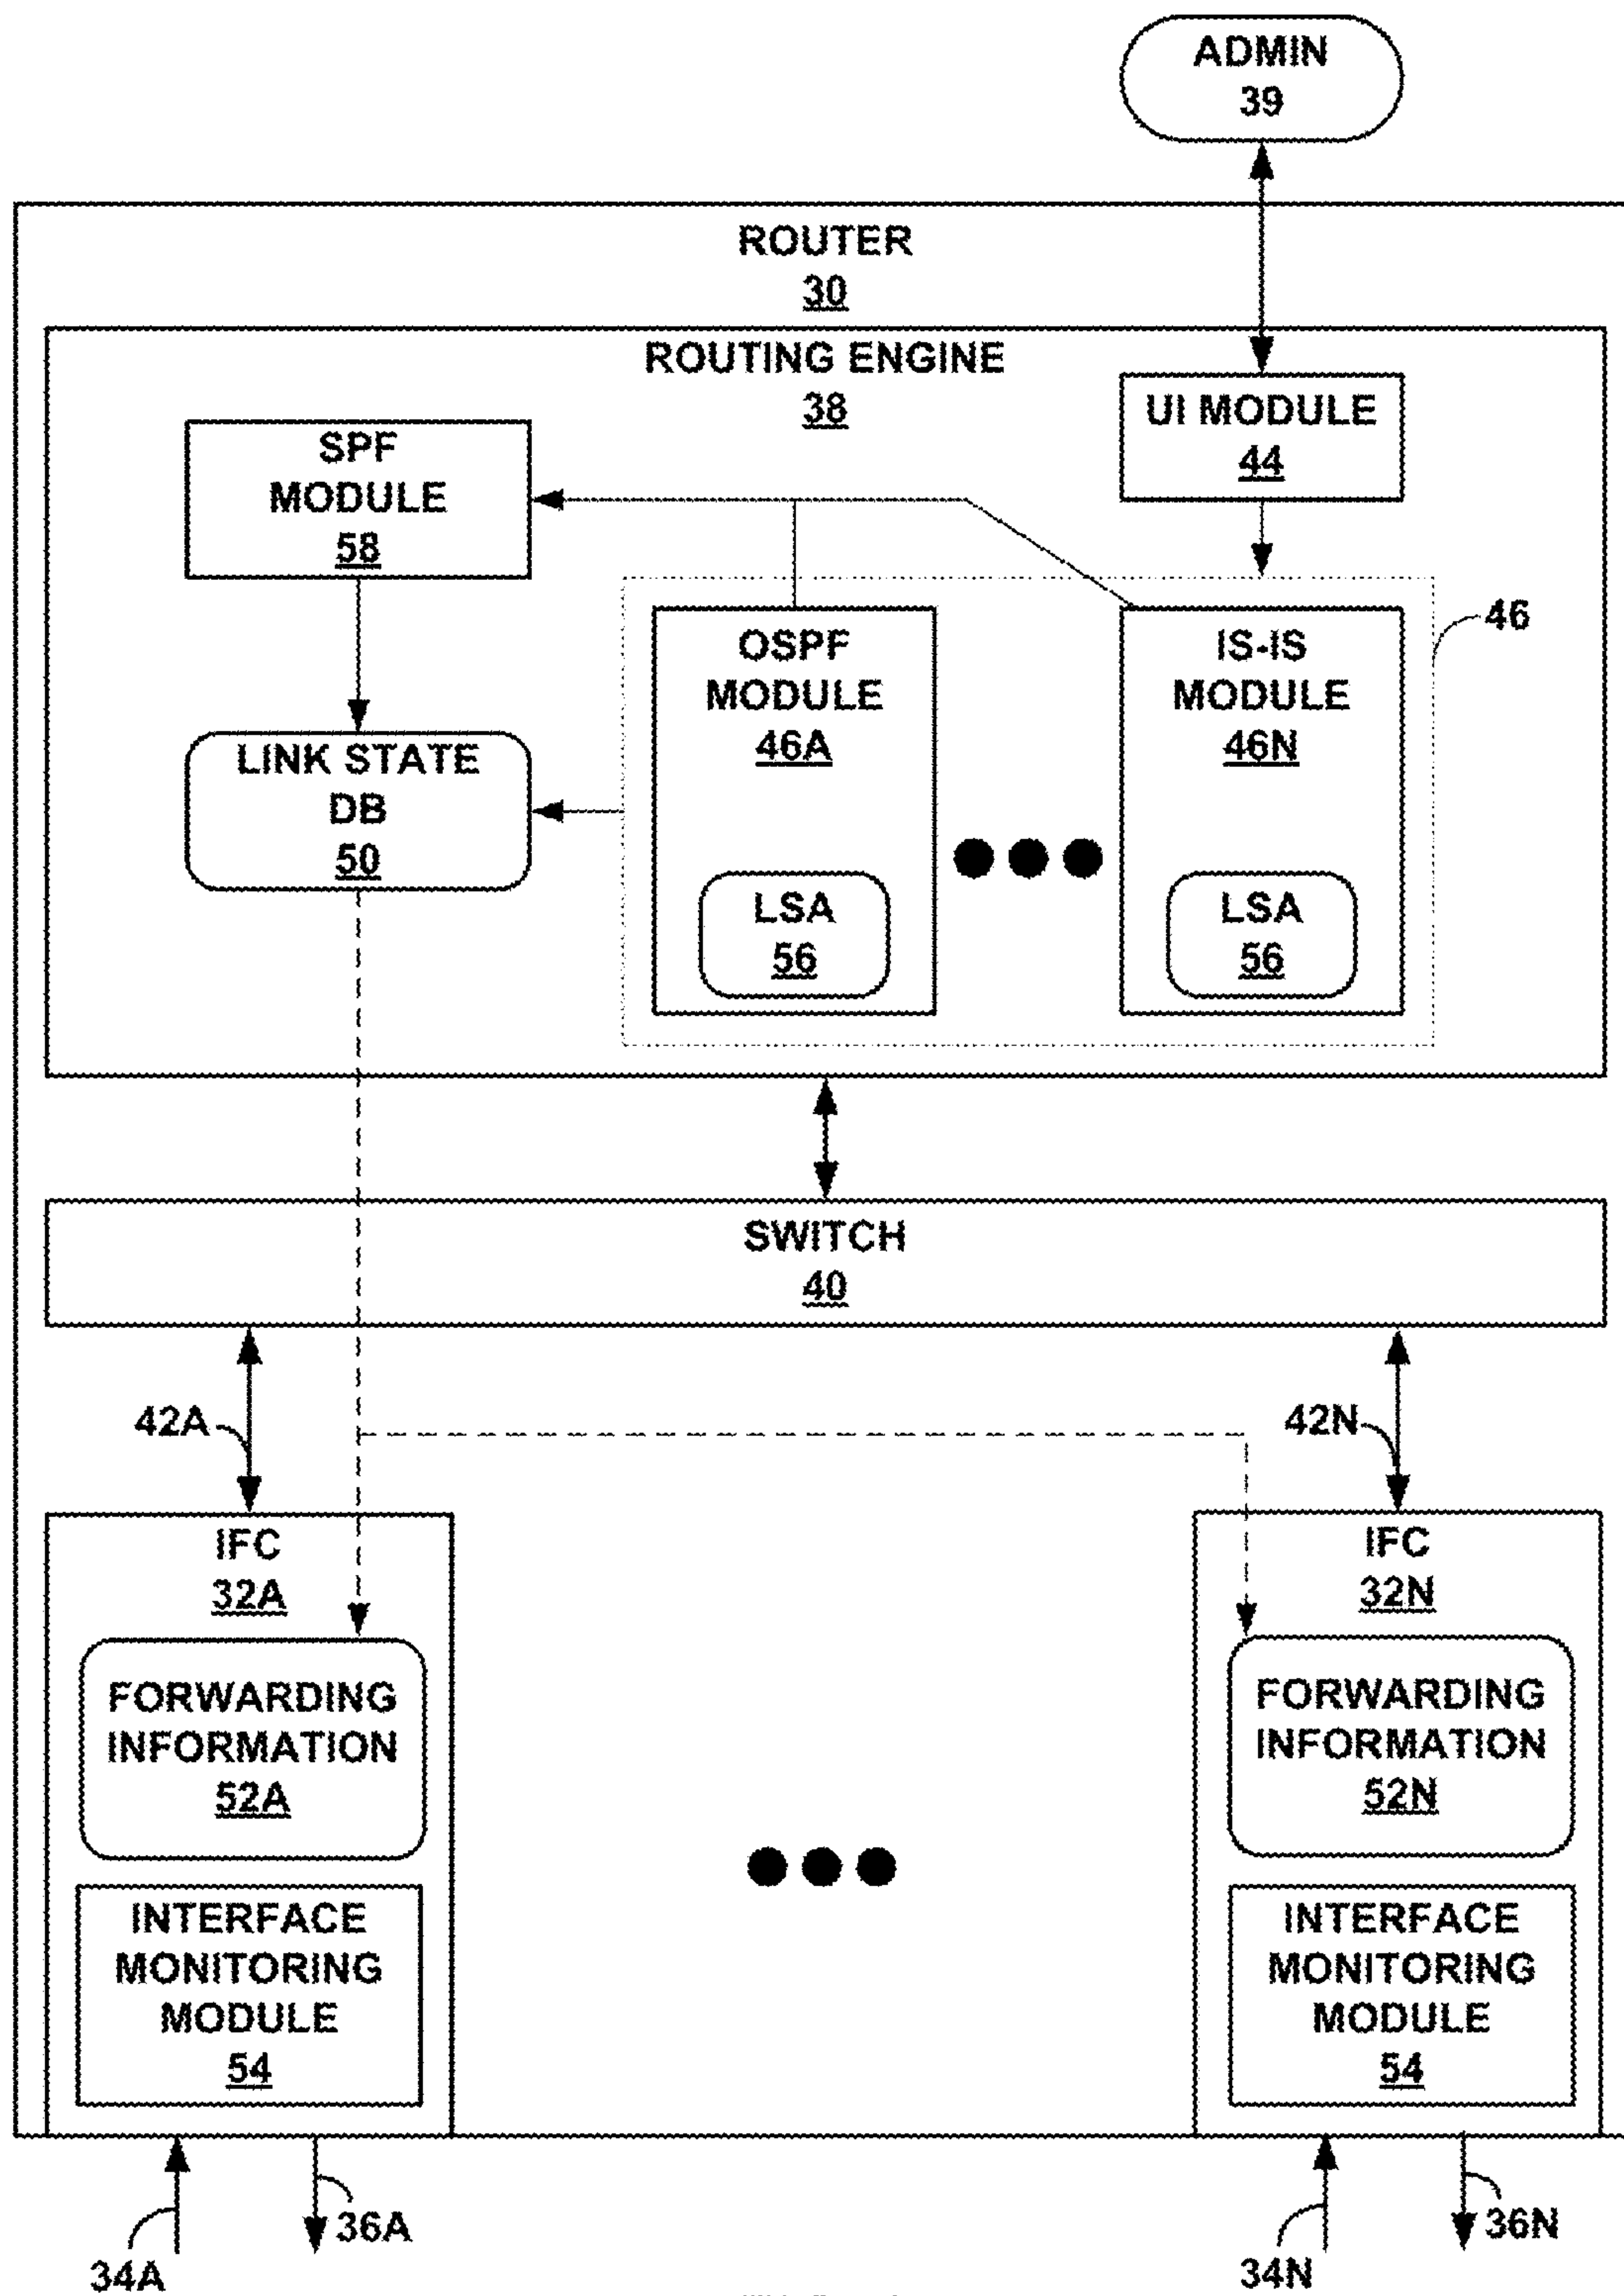 ADMIN
39
ROUTER
30
ROUTING ENGINE
38
UI MODULE
44
SPF
MODULE
58
46
OSPF
MODULE
46A
IS-IS
MODULE
46N
LINK STATE
DB
50
LSA
56
LSA
56
SWITCH
40
42A
42N
IFC
32A
IFC
32N
FORWARDING
INFORMATION
52A
FORWARDING
INFORMATION
52N
INTERFACE
MONITORING
MODULE
54
INTERFACE
MONITORING
MODULE
54
34A
36A
34N
36N